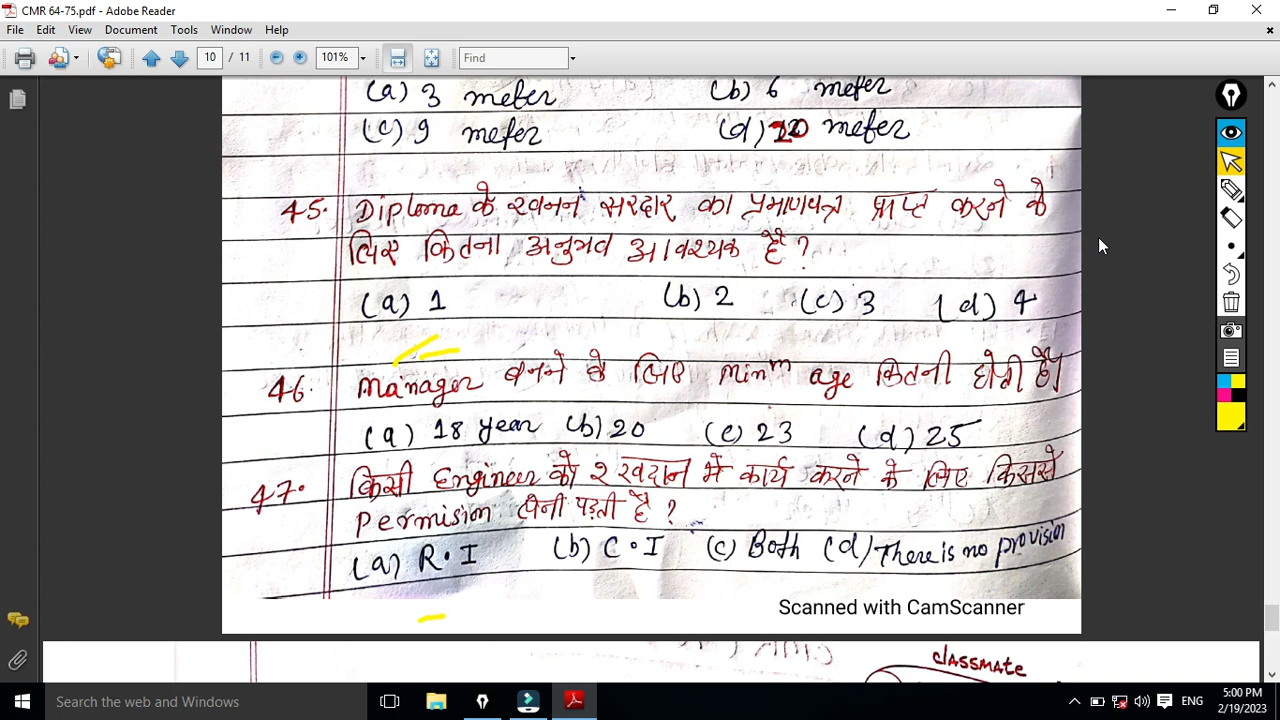 CMR 64-75.pdf - Adobe Reader
File Edit View Document Tools Window Help
10 / 11 101% Find
(a) 3 meter (b) 6 meter
(c) 9 meter (d) meter
45. Diploma के खनन सरदार का प्रमाणपत्र प्राप्त करने के
लिए कितना अनुभव आवश्यक है?
(a) 1 (b) 2 (c) 3 (d) 4
46. Manager बनने के लिए minm age कितनी होती है।
(a) 18 year (b) 20 (c) 23 (d) 25
47. किसी Engineer को 2 खदान में कार्य करने के लिए किससे
Permision लेनी पड़ती है?
(a) R.I (b) C.I (c) Both (d) There is no provision
Scanned with CamScanner
classmate
Search the web and Windows
ENG
5:00 PM
2/19/2023